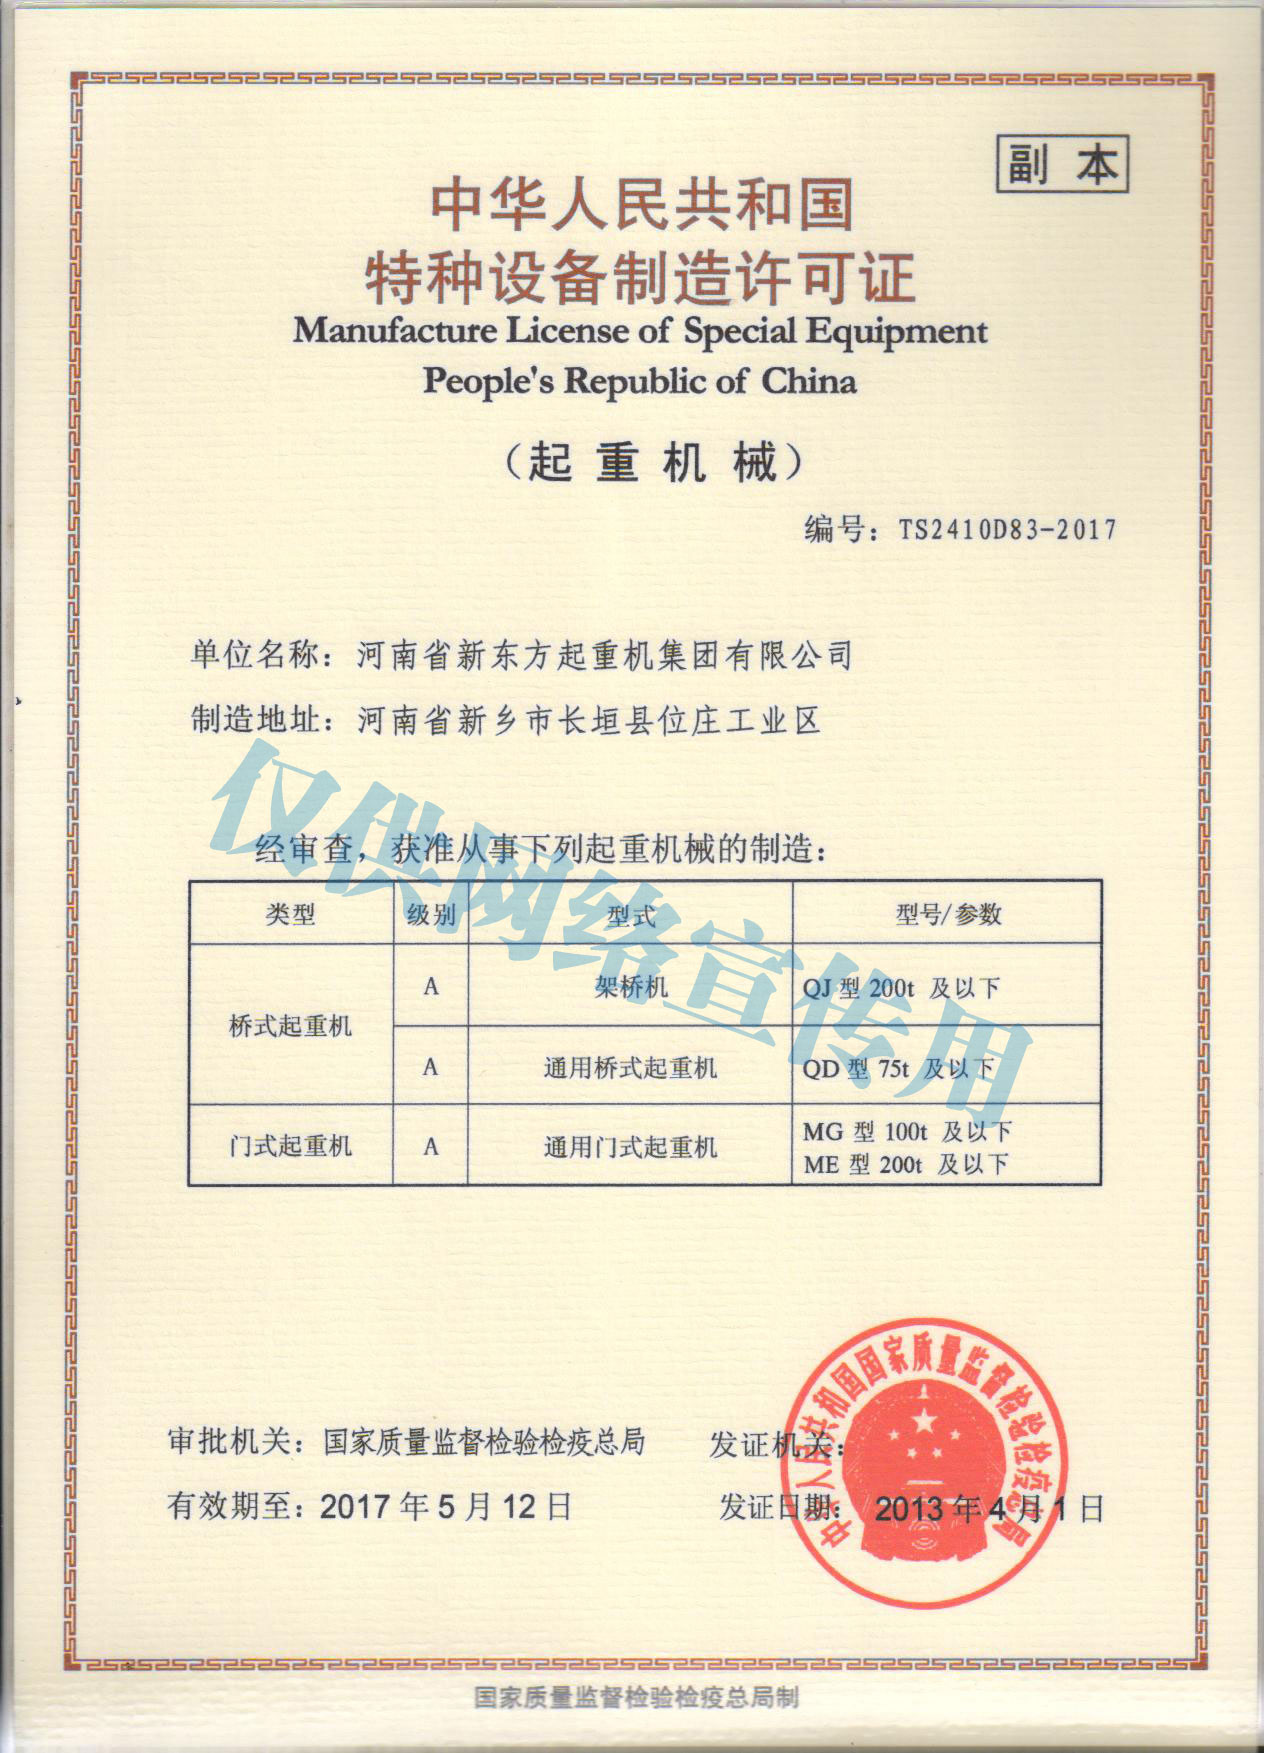 副 本
中华人民共和国
特种设备制造许可证
Manufacture License of Special Equipment
People's Republic of China
（起 重 机 械）
编号：TS2410D83-2017
单位名称：河南省新东方起重机集团有限公司
制造地址：河南省新乡市长垣县位庄工业区
仅供网络宣传用
经审查，获准从事下列起重机械的制造：
类型 级别 型式 型号/参数
桥式起重机 A 架桥机 QJ 型 200t 及以下
A 通用桥式起重机 QD 型 75t 及以下
门式起重机 A 通用门式起重机 MG 型 100t 及以下
ME 型 200t 及以下
中华人民共和国国家质量监督检验检疫总局
审批机关：国家质量监督检验检疫总局 发证机关：
有效期至：2017 年 5 月 12 日 发证日期： 2013 年 4 月 1 日
国家质量监督检验检疫总局制